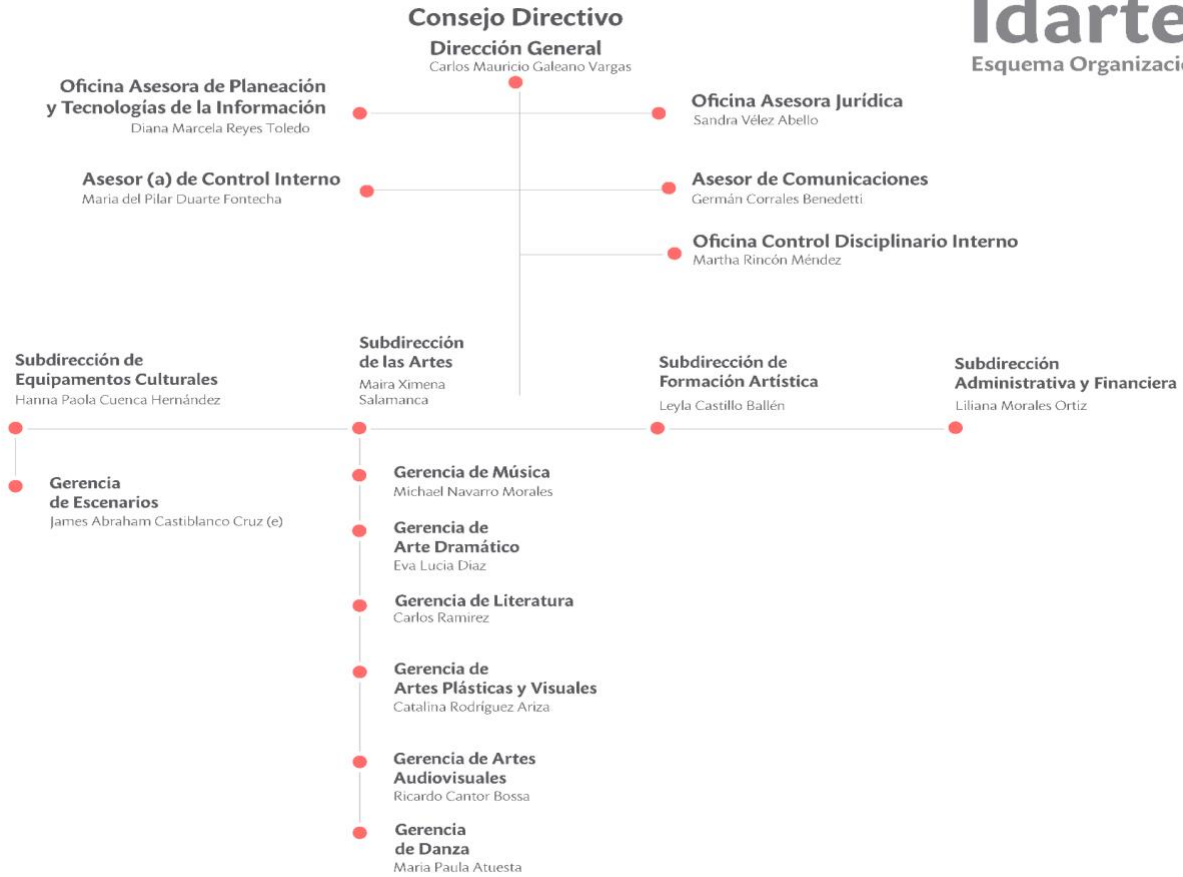 Idarte
Esquema Organizaci
Consejo Directivo
Dirección General
Carlos Mauricio Galeano Vargas
Oficina Asesora de Planeación
y Tecnologías de la Información
Diana Marcela Reyes Toledo
Oficina Asesora Jurídica
Sandra Vélez Abello
Asesor (a) de Control Interno
Maria del Pilar Duarte Fontecha
Asesor de Comunicaciones
Germán Corrales Benedetti
Oficina Control Disciplinario Interno
Martha Rincón Méndez
Subdirección de
Equipamentos Culturales
Hanna Paola Cuenca Hernández
Subdirección
de las Artes
Maira Ximena
Salamanca
Subdirección de
Formación Artística
Leyla Castillo Ballén
Subdirección
Administrativa y Financiera
Liliana Morales Ortiz
Gerencia
de Escenarios
James Abraham Castiblanco Cruz (e)
Gerencia de Música
Michael Navarro Morales
Gerencia de
Arte Dramático
Eva Lucia Diaz
Gerencia de Literatura
Carlos Ramirez
Gerencia de
Artes Plásticas y Visuales
Catalina Rodríguez Ariza
Gerencia de Artes
Audiovisuales
Ricardo Cantor Bossa
Gerencia
de Danza
Maria Paula Atuesta